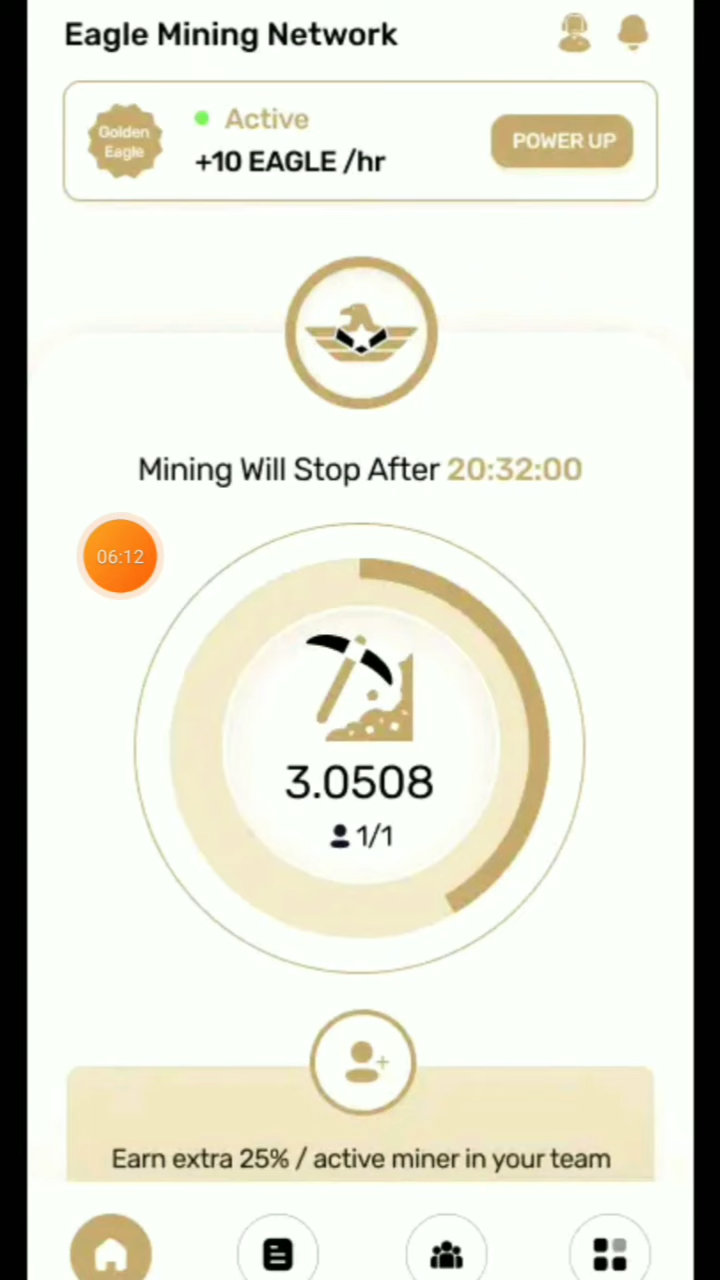 Eagle Mining Network
Golden
Eagle
Active
+10 EAGLE /hr
POWER UP
Mining Will Stop After 20:32:00
06:12
3.0508
1/1
Earn extra 25% / active miner in your team